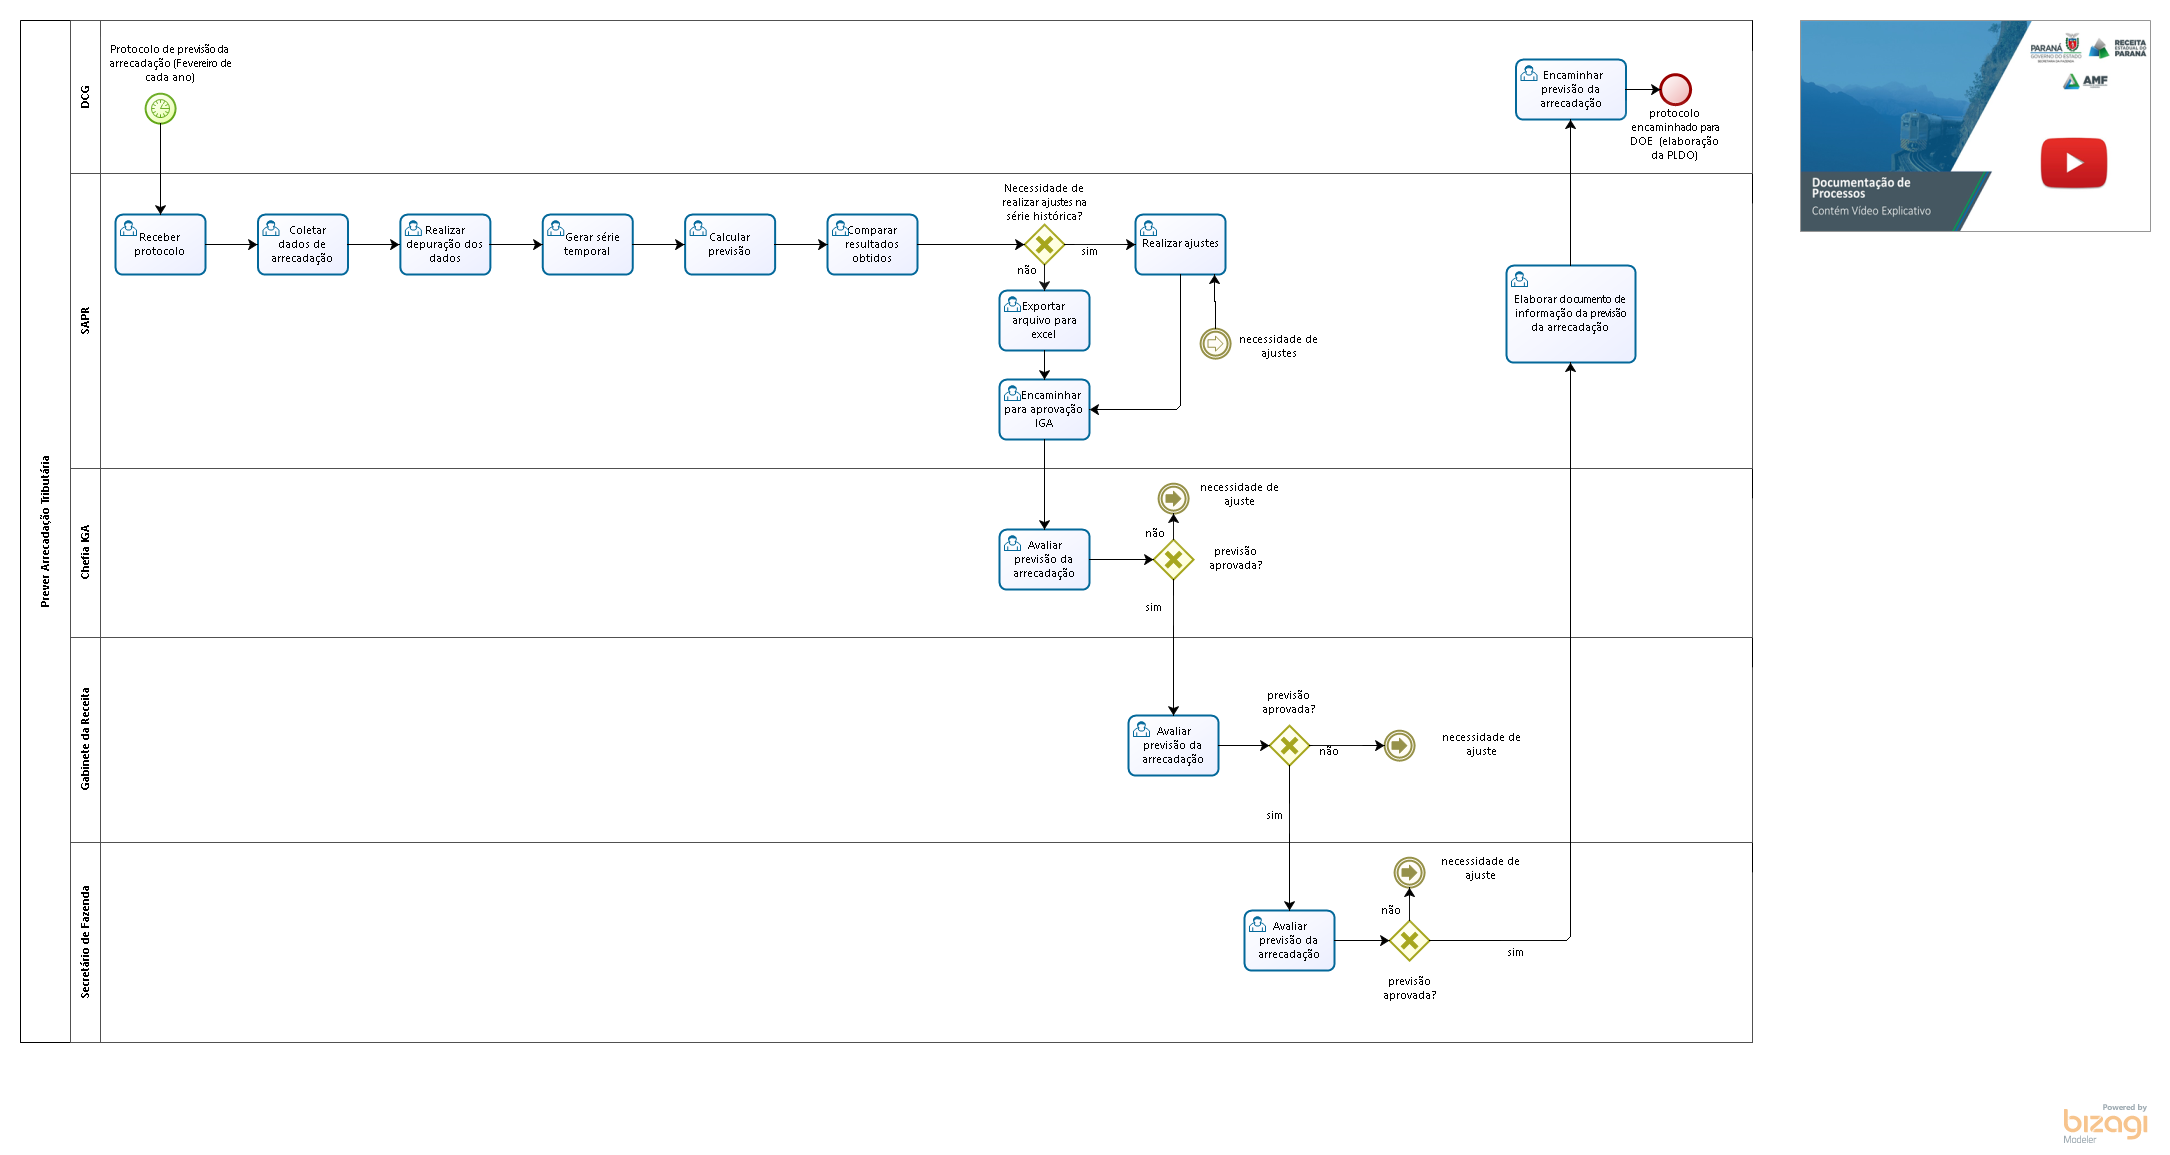 Prever Arrecadação Tributária
DCG
Protocolo de previsão da
arrecadação (Fevereiro de
cada ano)
Encaminhar
previsão da
arrecadação
protocolo
encaminhado para
DOE (elaboração
da PLDO)
SAPR
Receber
protocolo
Coletar
dados de
arrecadação
Realizar
depuração dos
dados
Gerar série
temporal
Calcular
previsão
Comparar
resultados
obtidos
Necessidade de
realizar ajustes na
série histórica?
sim
não
Realizar ajustes
Exportar
arquivo para
excel
necessidade de
ajustes
Encaminhar
para aprovação
IGA
Elaborar documento de
informação da previsão
da arrecadação
Chefia IGA
Avaliar
previsão da
arrecadação
necessidade de
ajuste
não
previsão
aprovada?
sim
Gabinete da Receita
Avaliar
previsão da
arrecadação
previsão
aprovada?
não
necessidade de
ajuste
sim
Secretário de Fazenda
Avaliar
previsão da
arrecadação
necessidade de
ajuste
não
sim
previsão
aprovada?
PARANÁ
GOVERNO DO ESTADO
SECRETARIA DA FAZENDA
RECEITA
ESTADUAL DO
PARANÁ
AMF
Documentação de
Processos
Contém Vídeo Explicativo
Powered by
bizagi
Modeler